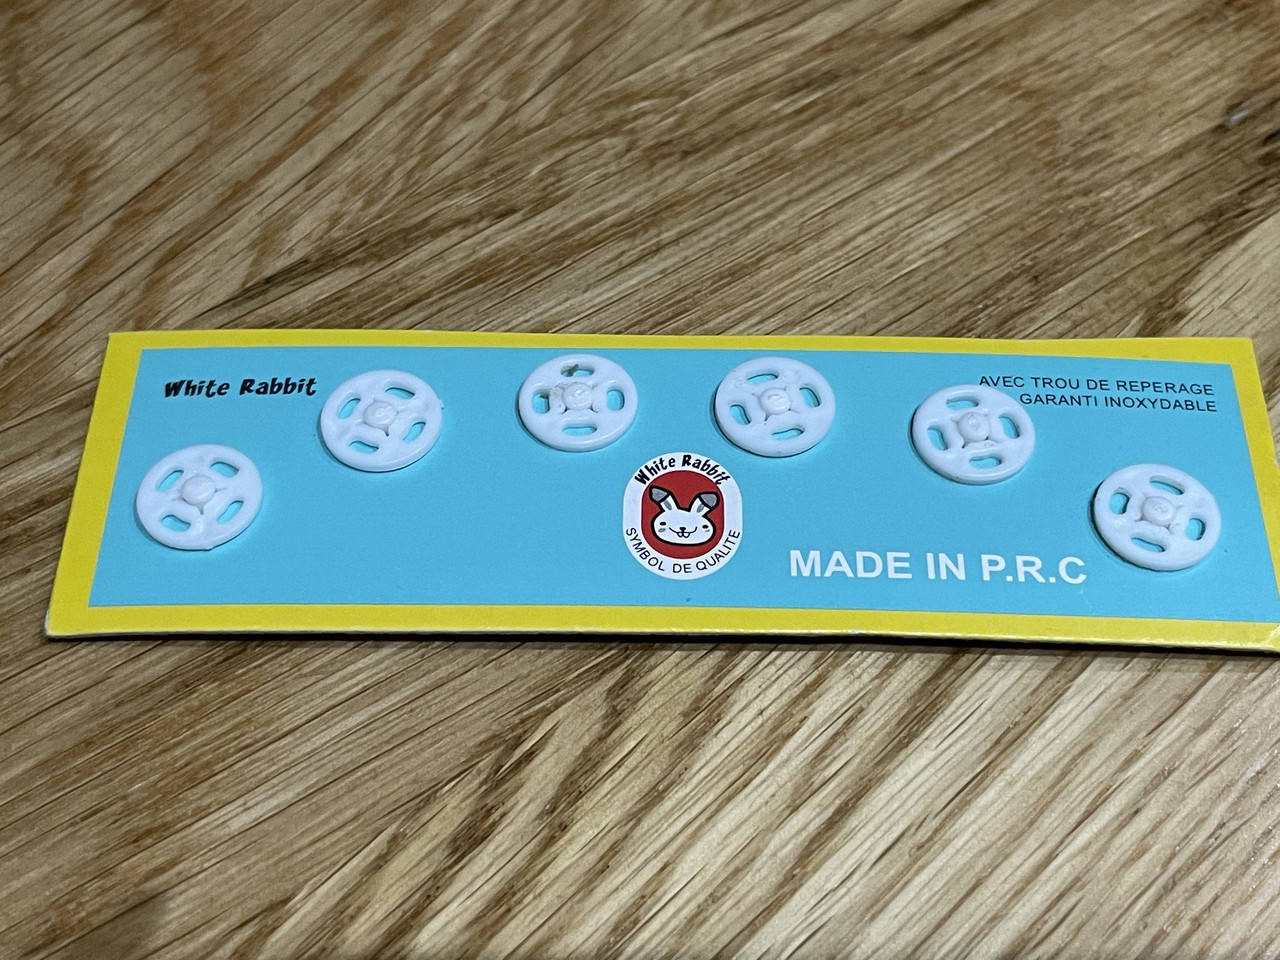 White Rabbit
AVEC TROU DE REPERAGE
GARANTI INOXYDABLE
White Rabbit
SYMBOL DE QUALITE
MADE IN P.R.C